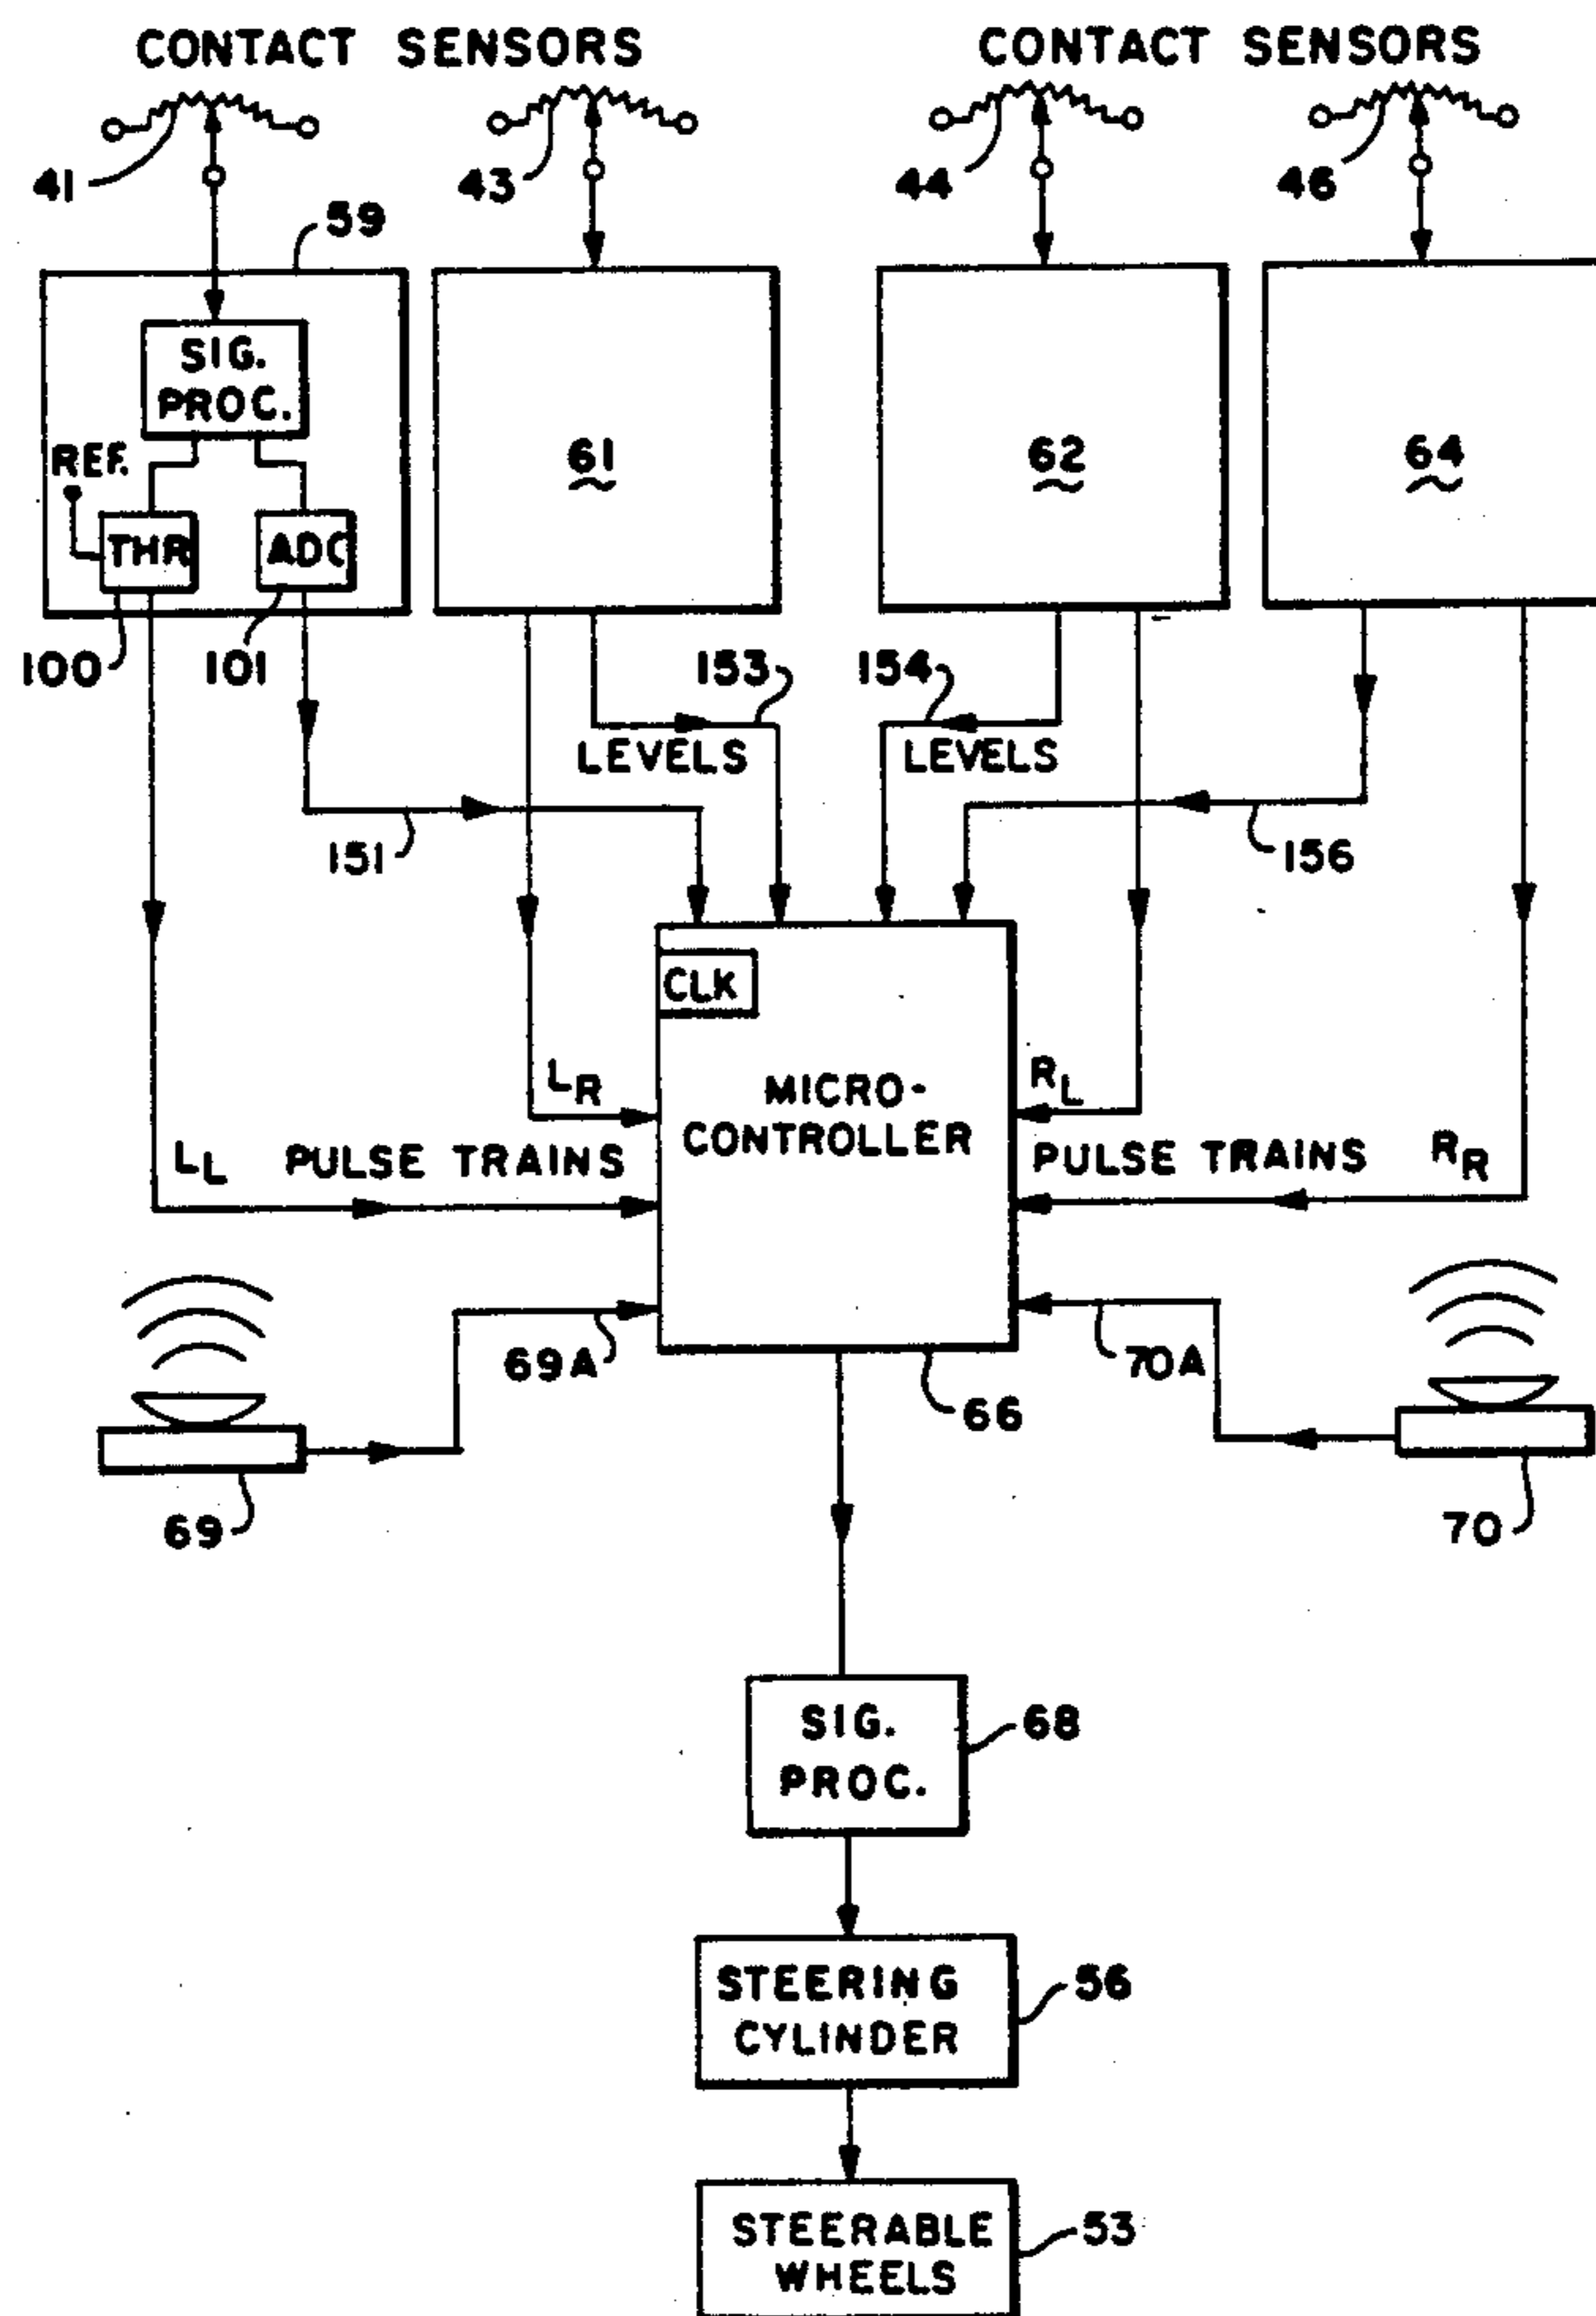 CONTACT SENSORS CONTACT SENSORS
41 43 44 46
59
SIG.
PROC.
REF.
THR ADC
61 62 64
100 101 153 154
LEVELS LEVELS
151 156
CLK
LR RL
MICRO-
CONTROLLER
LL PULSE TRAINS PULSE TRAINS RR
69A 70A
66
69 70
SIG.
PROC.
68
STEERING
CYLINDER
56
STEERABLE
WHEELS
53